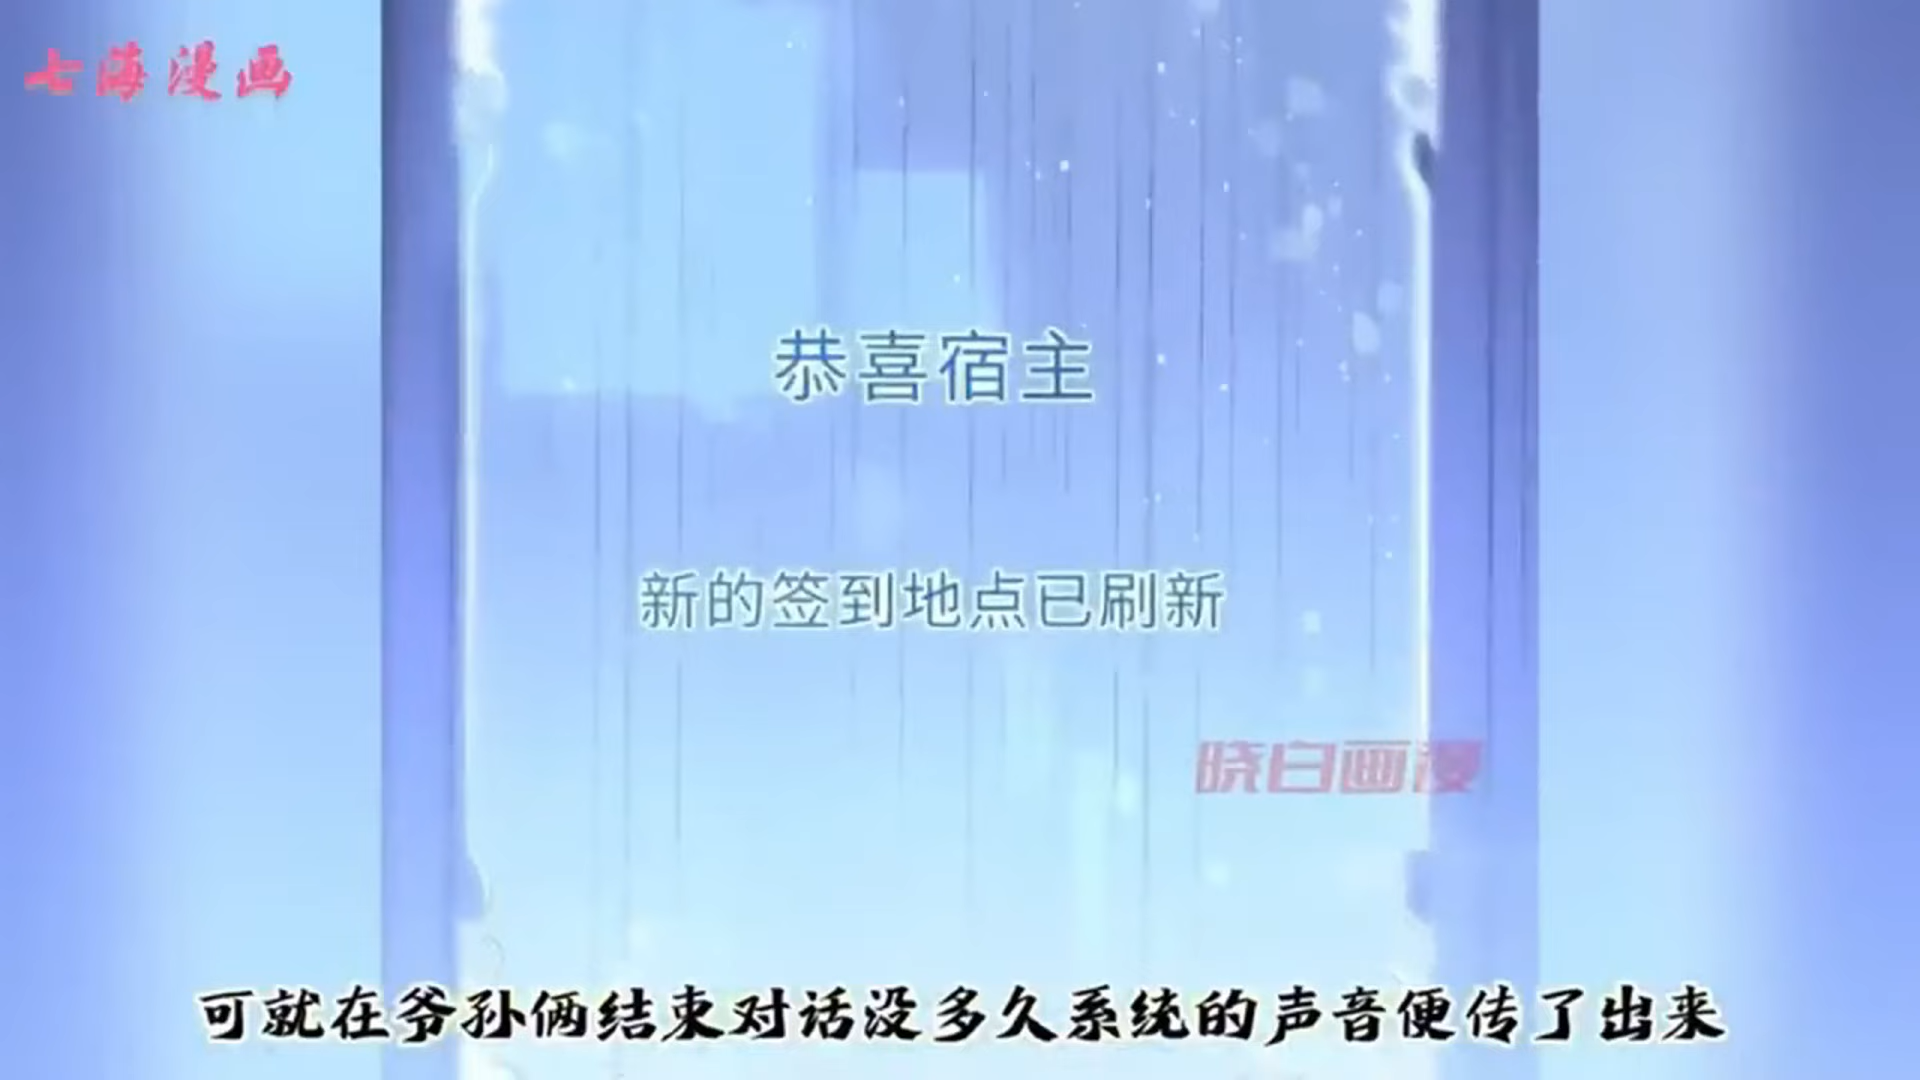 七海漫画
恭喜宿主
新的签到地点已刷新
晓白画漫
可就在爷孙俩结束对话没多久系统的声音便传了出来